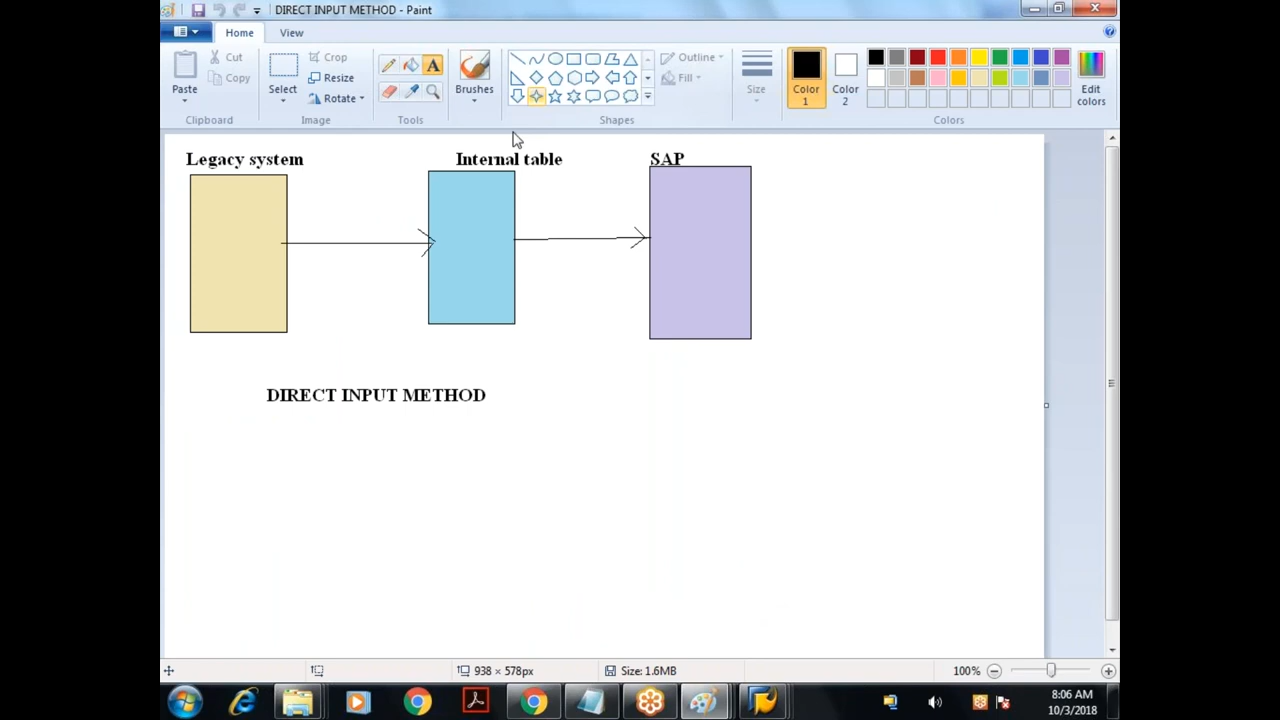 DIRECT INPUT METHOD - Paint
Home View
Paste
Cut
Copy
Clipboard
Select
Crop
Resize
Rotate
Image
A
Tools
Brushes
Outline
Fill
Shapes
Size
Color 1
Color 2
Edit colors
Colors
Legacy system
Internal table
SAP
DIRECT INPUT METHOD
938 × 578px
Size: 1.6MB
100%
8:06 AM
10/3/2018